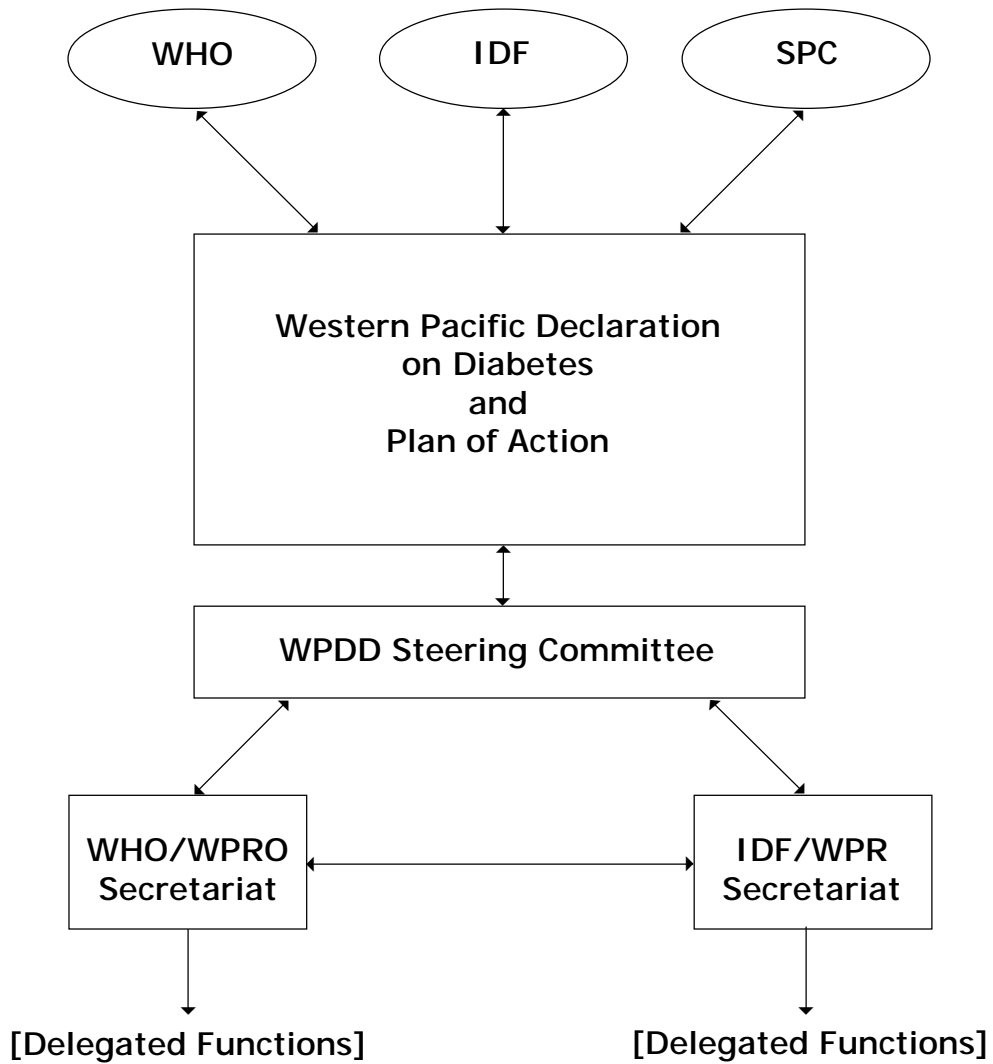 WHO
IDF
SPC
Western Pacific Declaration
on Diabetes
and
Plan of Action
WPDD Steering Committee
WHO/WPRO
Secretariat
IDF/WPR
Secretariat
[Delegated Functions]
[Delegated Functions]